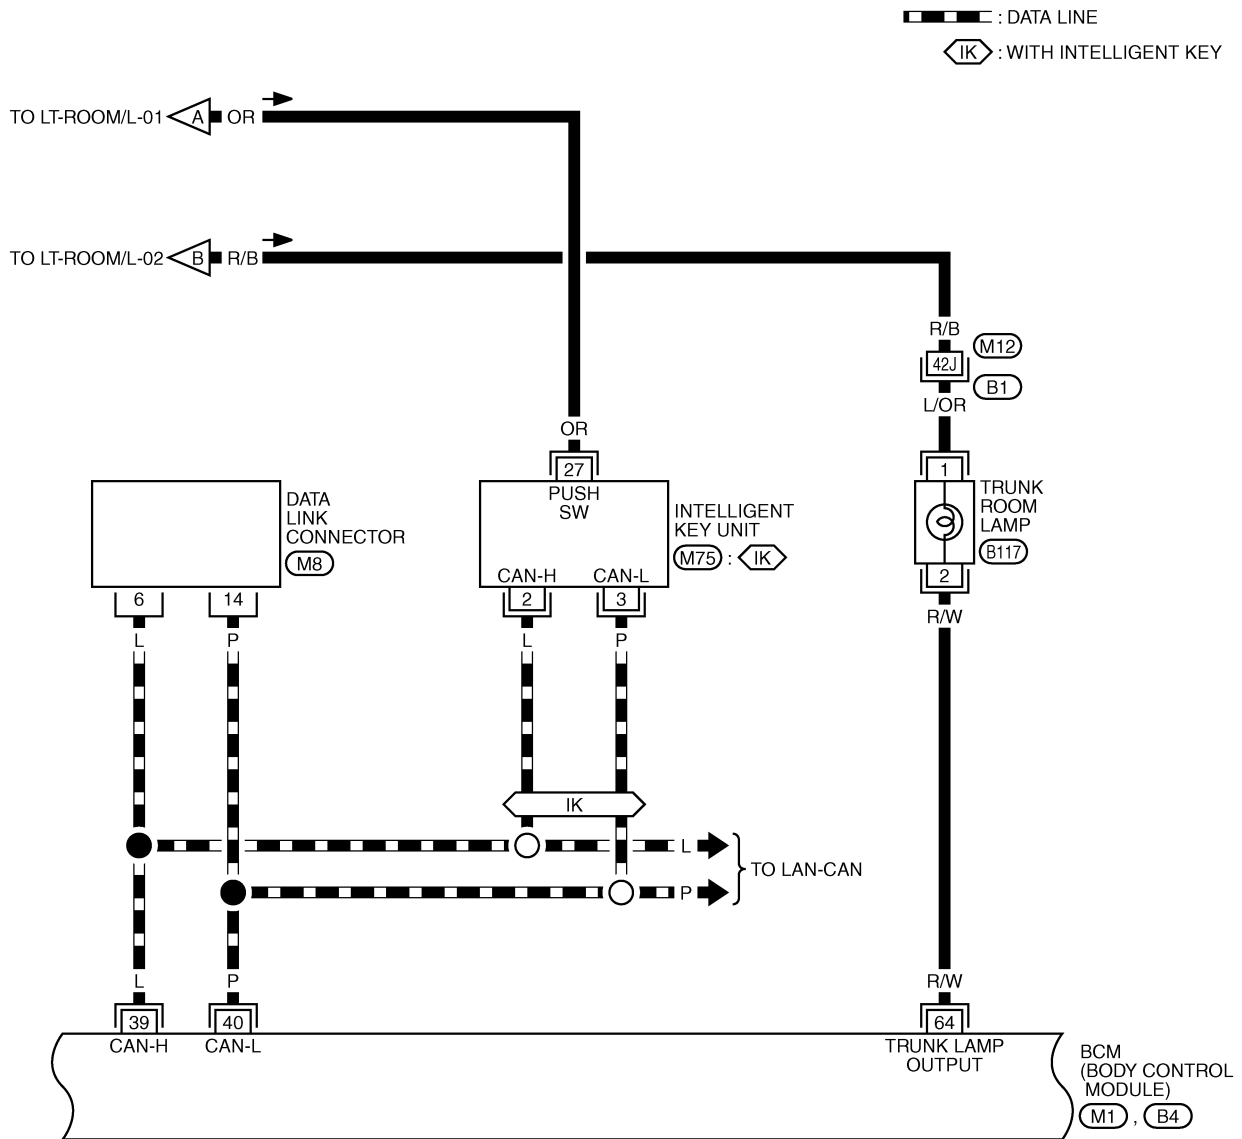 : DATA LINE
IK : WITH INTELLIGENT KEY
TO LT-ROOM/L-01 A OR
TO LT-ROOM/L-02 B R/B
R/B
M12
42J
B1
L/OR
OR
27
PUSH
SW
1
DATA
LINK
CONNECTOR
M8
INTELLIGENT
KEY UNIT
M75 : IK
TRUNK
ROOM
LAMP
B117
CAN-H CAN-L
6 14 2 3 2
L P L P R/W
IK
L
TO LAN-CAN
P
L P R/W
39 40 64
CAN-H CAN-L TRUNK LAMP
OUTPUT
BCM
(BODY CONTROL
MODULE)
M1 , B4